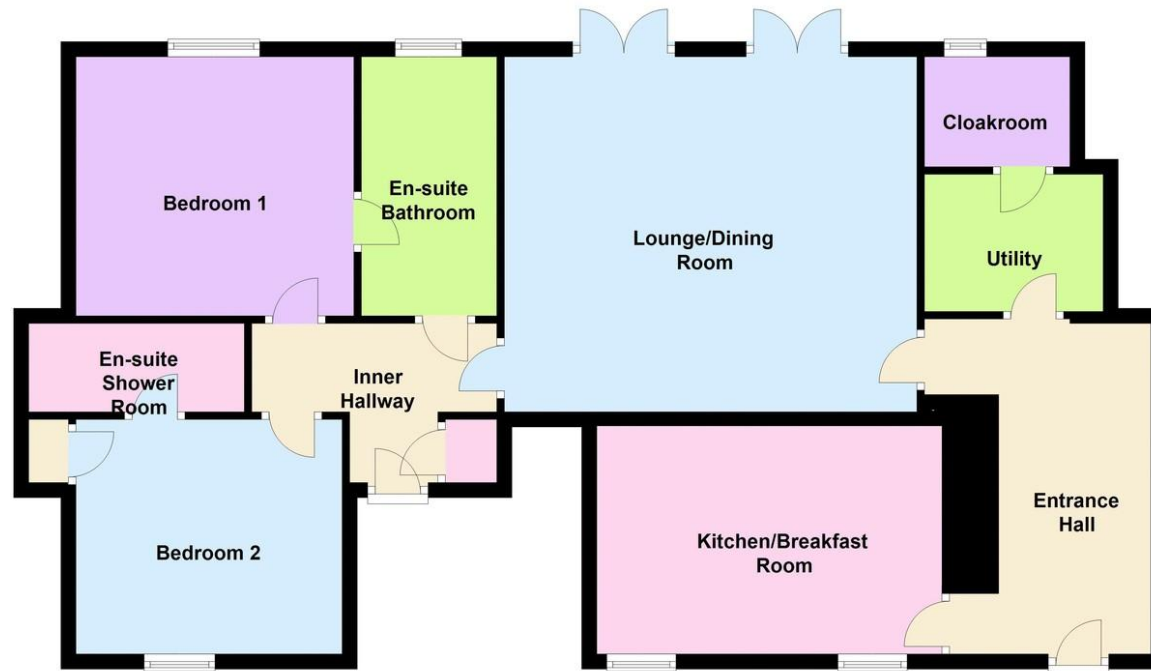 Bedroom 1
En-suite
Bathroom
Lounge/Dining
Room
Cloakroom
Utility
En-suite
Shower
Room
Inner
Hallway
Bedroom 2
Kitchen/Breakfast
Room
Entrance
Hall